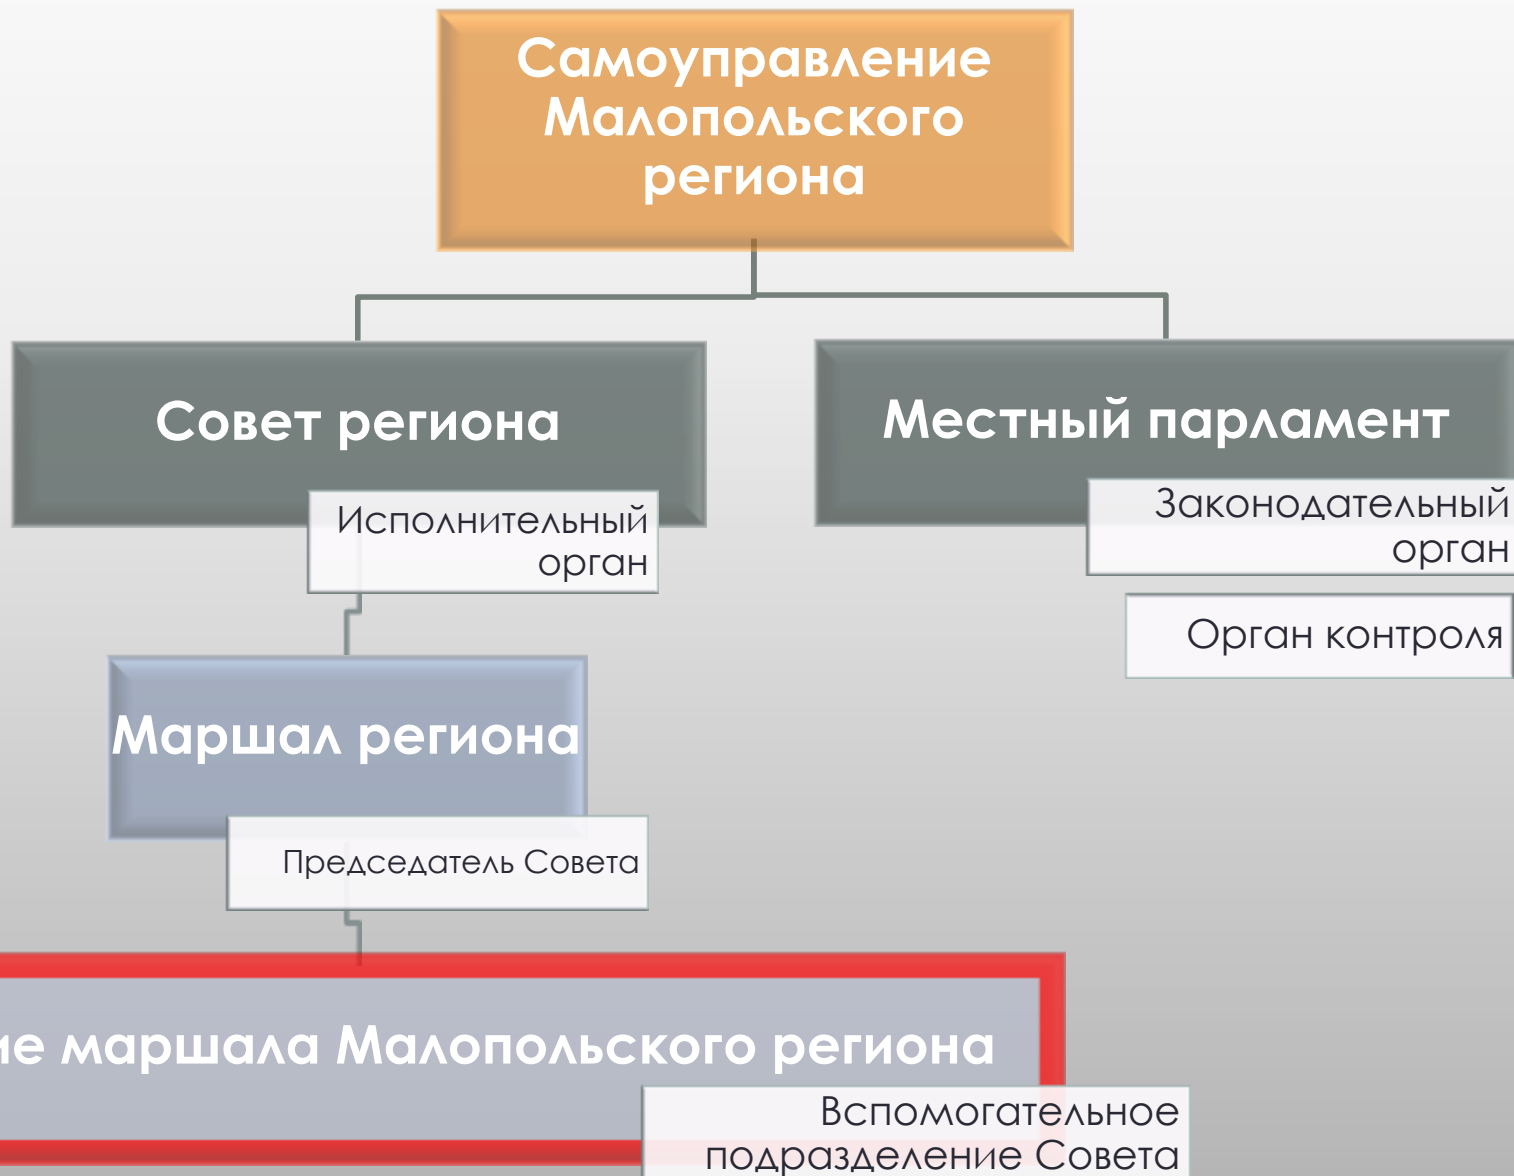 Самоуправление
Малопольского
региона
Совет региона
Исполнительный
орган
Местный парламент
Законодательный
орган
Орган контроля
Маршал региона
Председатель Совета
маршала Малопольского региона
Вспомогательное
подразделение Совета